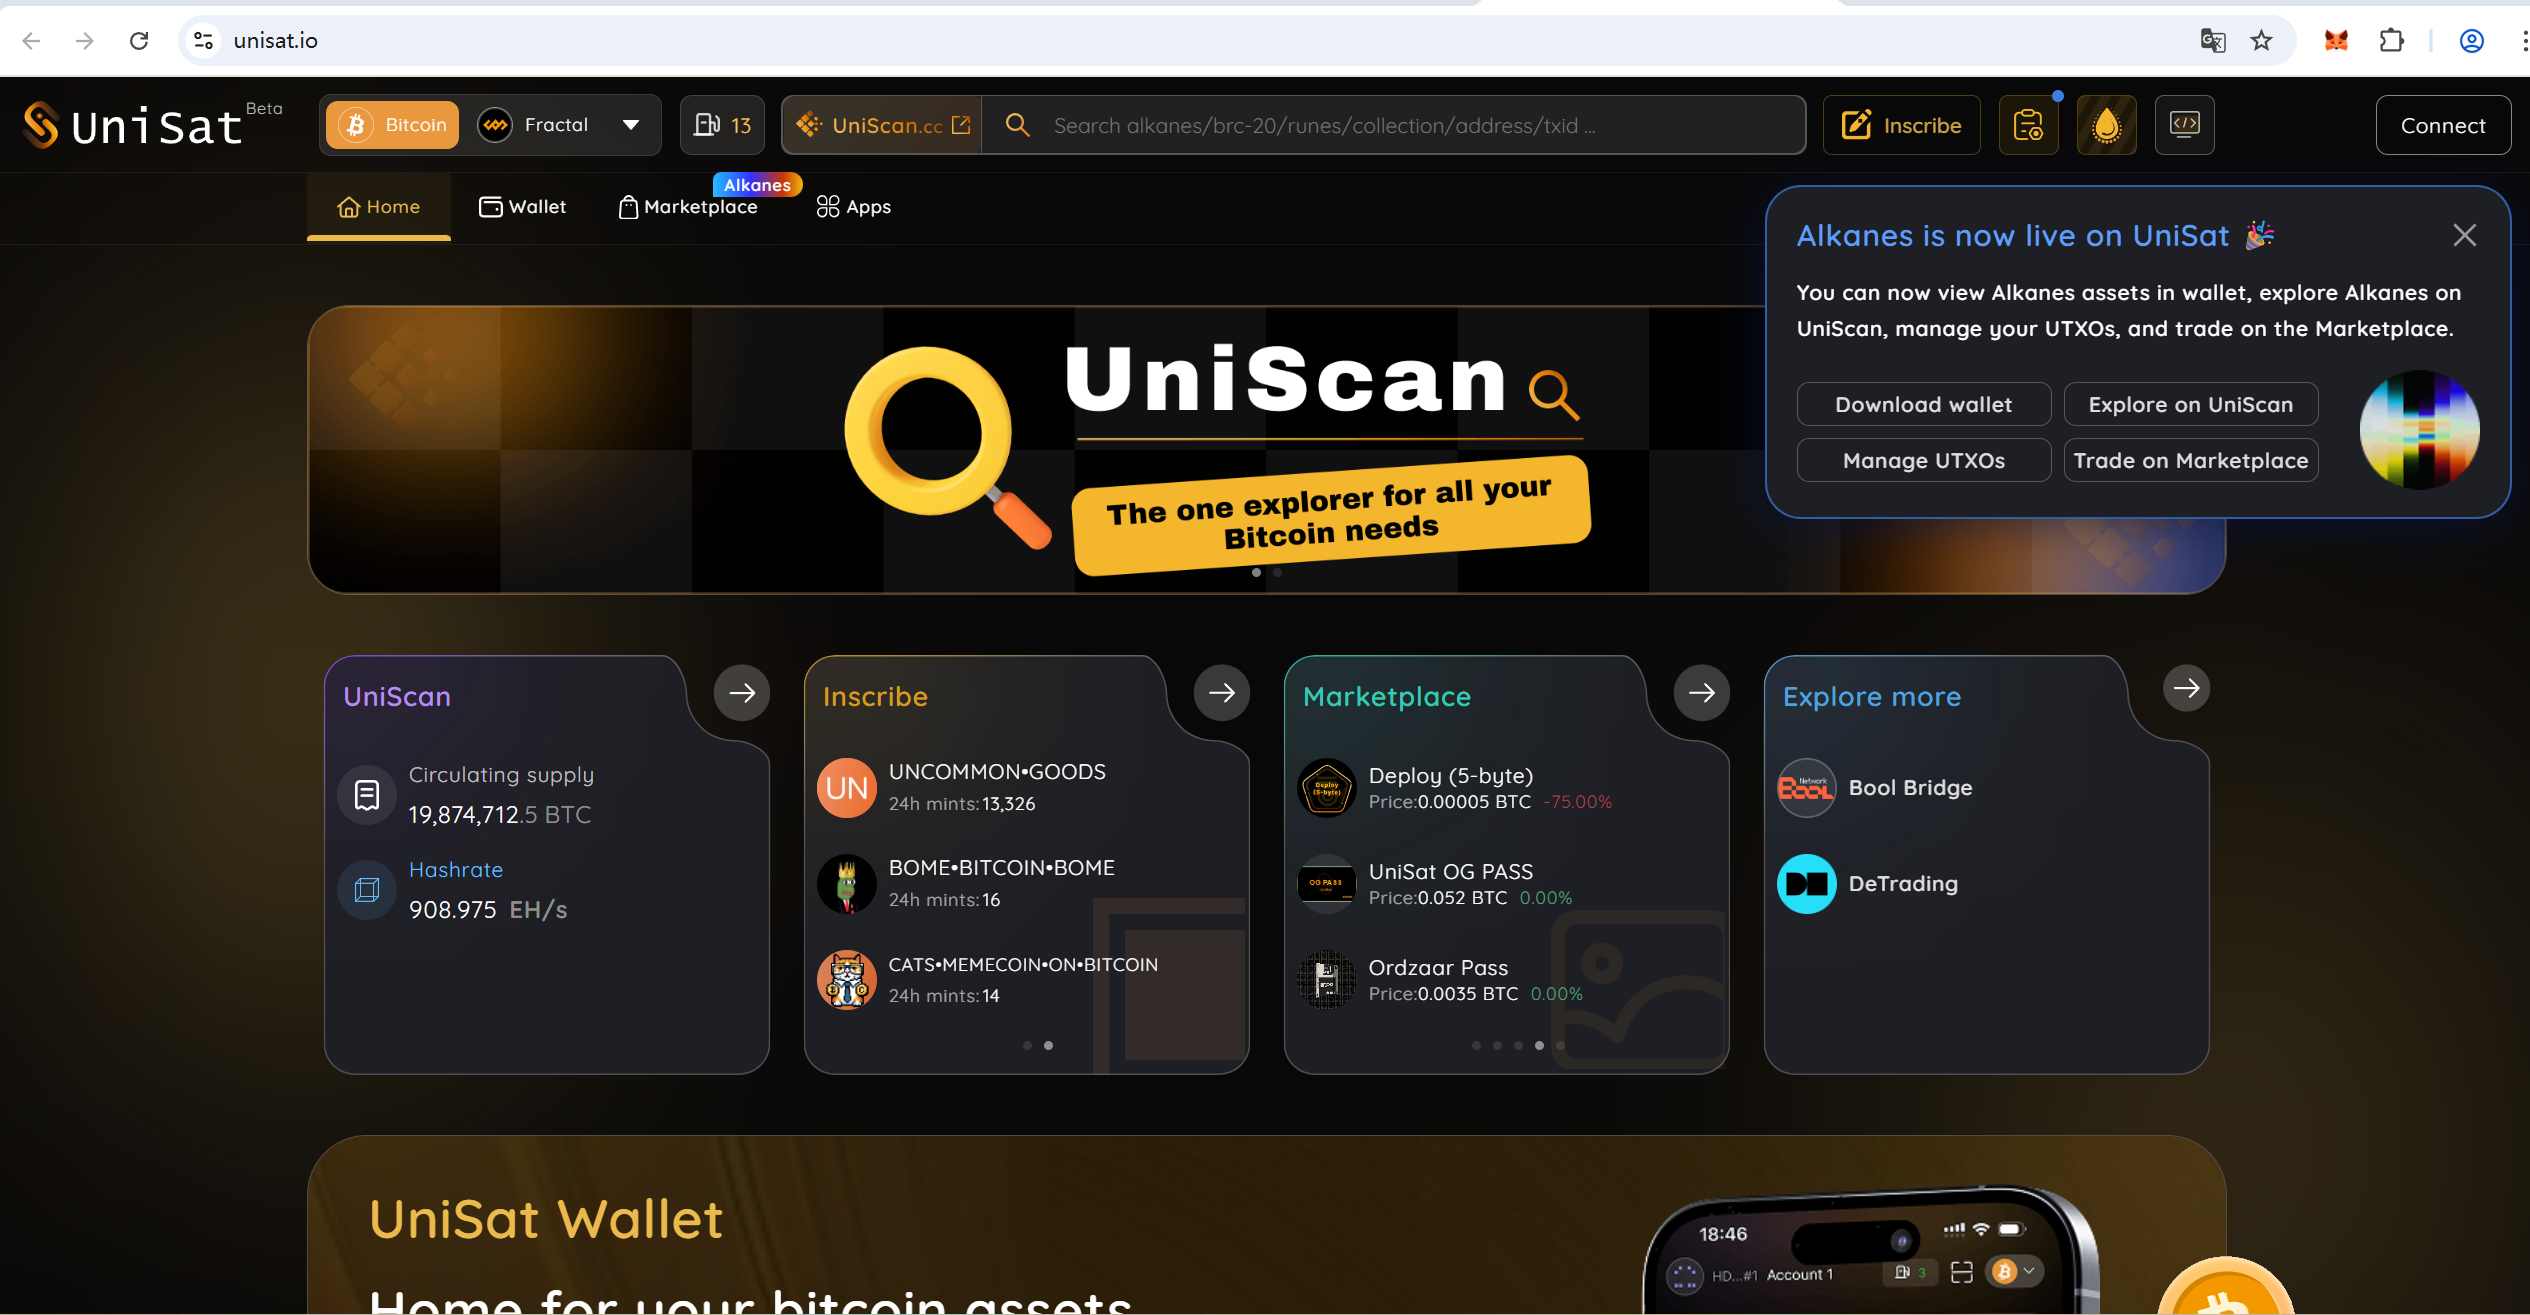 unisat.io
UniSat Beta
Bitcoin
Fractal
13
UniScan.cc
Search alkanes/brc-20/runes/collection/address/txid ...
Inscribe
Connect
Home
Wallet
Marketplace
Alkanes
Apps
Alkanes is now live on UniSat 🎉
You can now view Alkanes assets in wallet, explore Alkanes on
UniScan, manage your UTXOs, and trade on the Marketplace.
Download wallet
Explore on UniScan
Manage UTXOs
Trade on Marketplace
UniScan
The one explorer for all your
Bitcoin needs
UniScan
Circulating supply
19,874,712.5 BTC
Hashrate
908.975 EH/s
Inscribe
UN
UNCOMMON•GOODS
24h mints: 13,326
BOME•BITCOIN•BOME
24h mints: 16
CATS•MEMECOIN•ON•BITCOIN
24h mints: 14
Marketplace
Deploy
(5-byte)
Deploy (5-byte)
Price:0.00005 BTC -75.00%
OG PASS
UniSat OG PASS
Price:0.052 BTC 0.00%
Ordzaar Pass
Price:0.0035 BTC 0.00%
Explore more
Network
BOOL
Bool Bridge
DeTrading
UniSat Wallet
Home for your bitcoin assets
18:46
HD...#1 Account 1
3